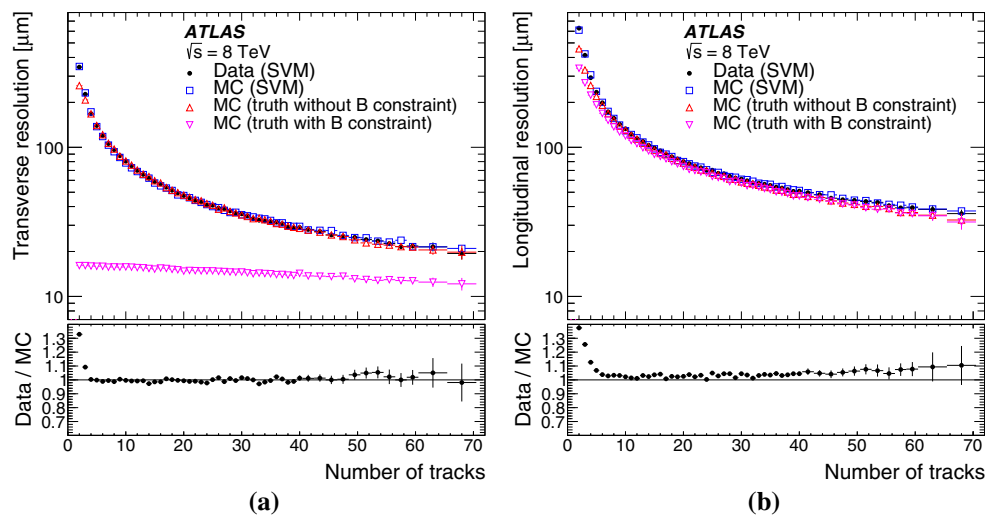 Transverse resolution [μm]
ATLAS
√s = 8 TeV
Data (SVM)
MC (SVM)
MC (truth without B constraint)
MC (truth with B constraint)
100
10
Data / MC
1.3
1.2
1.1
1
0.9
0.8
0.7
0 10 20 30 40 50 60 70
Number of tracks
(a)
Longitudinal resolution [μm]
ATLAS
√s = 8 TeV
Data (SVM)
MC (SVM)
MC (truth without B constraint)
MC (truth with B constraint)
100
10
Data / MC
1.3
1.2
1.1
1
0.9
0.8
0.7
0 10 20 30 40 50 60 70
Number of tracks
(b)